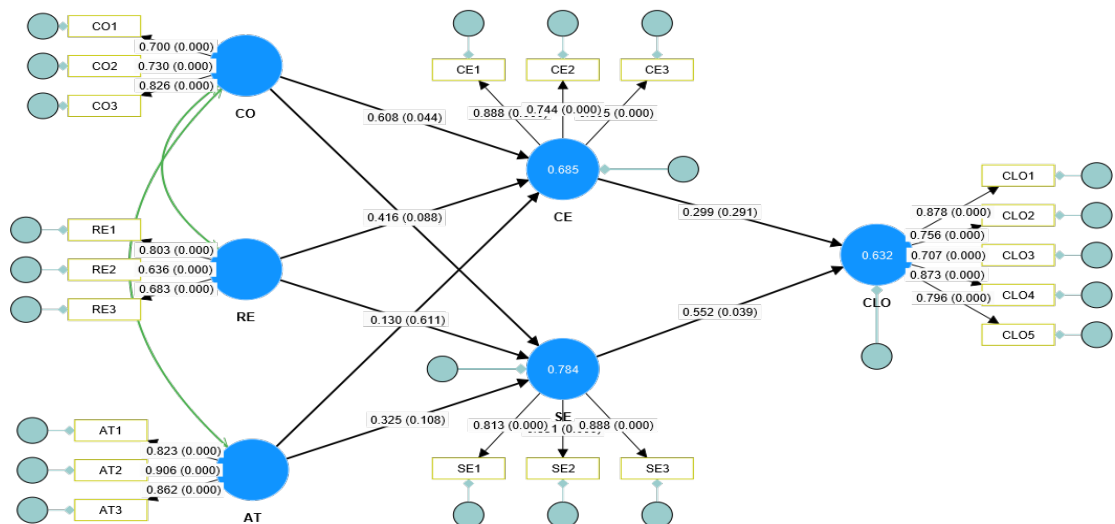 CO1
0.700 (0.000)
CO2
0.730 (0.000)
CO3
0.826 (0.000)
CO
RE1
0.803 (0.000)
RE2
0.636 (0.000)
RE3
0.683 (0.000)
RE
AT1
0.823 (0.000)
AT2
0.906 (0.000)
AT3
0.862 (0.000)
AT
0.608 (0.044)
0.416 (0.088)
0.130 (0.611)
0.325 (0.108)
CE1
CE2
CE3
0.888
0.744 (0.000)
(0.000)
0.685
CE
0.784
SE
0.813 (0.000)
0.888 (0.000)
SE1
SE2
SE3
0.299 (0.291)
0.552 (0.039)
0.632
CLO
CLO1
0.878 (0.000)
CLO2
0.756 (0.000)
CLO3
0.707 (0.000)
CLO4
0.873 (0.000)
0.796 (0.000)
CLO5